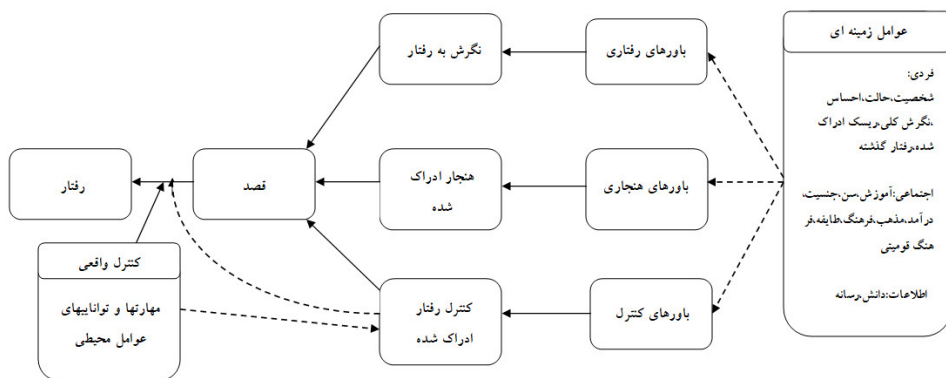 عوامل زمینه ای
فردی:
شخصیت،حالت،احساس
،نگرش کلی،ریسک ادراک
شده،رفتار گذشته
اجتماعی:آموزش،سن،جنسیت،
درآمد،مذهب،فرهنگ،طایفه،فر
هنگ قومیتی
اطلاعات:دانش،رسانه
باورهای رفتاری
نگرش به رفتار
باورهای هنجاری
هنجار ادراک
شده
قصد
رفتار
باورهای کنترل
کنترل رفتار
ادراک شده
کنترل واقعی
مهارتها و تواناییهای
عوامل محیطی